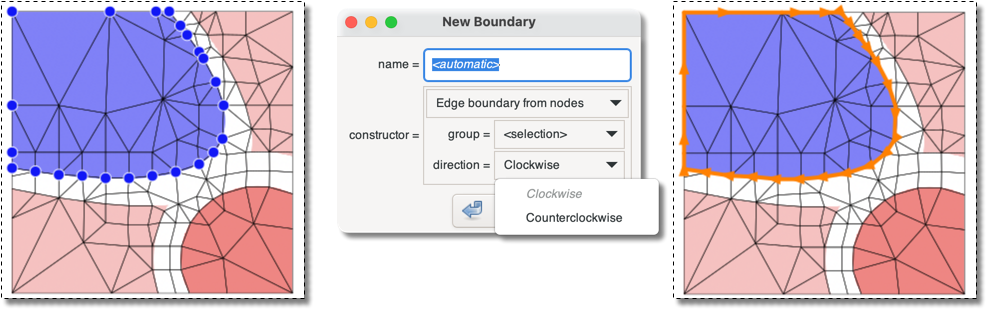 New Boundary
name = <automatic>
Edge boundary from nodes
constructor = group = <selection>
direction = Clockwise
Clockwise
Counterclockwise